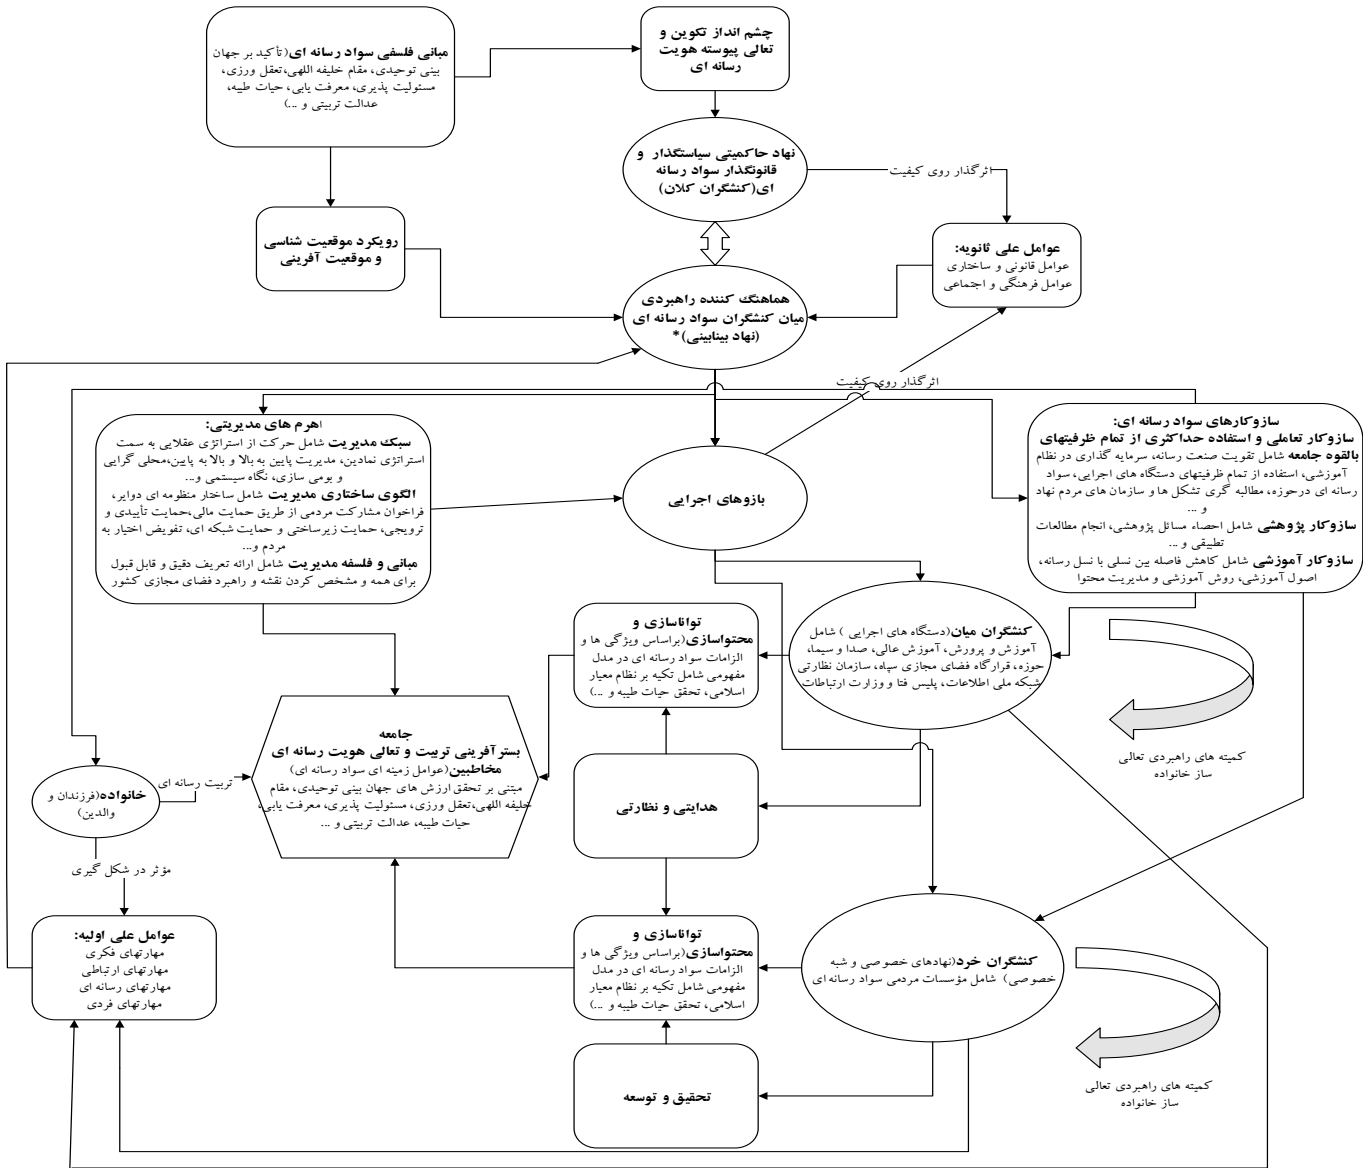 مبانی فلسفی سواد رسانه ای(تأکید بر جهان
بینی توحیدی، مقام خلیفه اللهی،تعقل ورزی،
مسئولیت پذیری، معرفت یابی، حیات طیبه،
عدالت تربیتی و ...)
چشم انداز تکوین و
تعالی پیوسته هویت
رسانه ای
نهاد حاکمیتی سیاستگذار و
قانونگذار سواد رسانه
ای(کنشگران کلان)
اثرگذار روی کیفیت
رویکرد موقعیت شناسی
و موقعیت آفرینی
عوامل علی ثانویه:
عوامل قانونی و ساختاری
عوامل فرهنگی و اجتماعی
هماهنگ کننده راهبردی
میان کنشگران سواد رسانه ای
(نهاد بینابینی)*
اثرگذار روی کیفیت
اهرم های مدیریتی:
سبک مدیریت شامل حرکت از استراتژی عقلایی به سمت
استراتژی نمادین، مدیریت پایین به بالا و بالا به پایین،محلی گرایی
و بومی سازی، نگاه سیستمی و...
الگوی ساختاری مدیریت شامل ساختار منظومه ای دوایر،
فراخوان مشارکت مردمی از طریق حمایت مالی،حمایت تأییدی و
ترویجی، حمایت زیرساختی و حمایت شبکه ای، تفویض اختیار به
مردم و...
مبانی و فلسفه مدیریت شامل ارائه تعریف دقیق و قابل قبول
برای همه و مشخص کردن نقشه و راهبرد فضای مجازی کشور
بازوهای اجرایی
سازوکارهای سواد رسانه ای:
سازوکار تعاملی و استفاده حداکثری از تمام ظرفیتهای
بالقوه جامعه شامل تقویت صنعت رسانه، سرمایه گذاری در نظام
آموزشی، استفاده از تمام ظرفیتهای دستگاه های اجرایی، سواد
رسانه ای درحوزه، مطالبه گری تشکل ها و سازمان های مردم نهاد
و ...
سازوکار پژوهشی شامل احصاء مسائل پژوهشی، انجام مطالعات
تطبیقی و ...
سازوکار آموزشی شامل کاهش فاصله بین نسلی با نسل رسانه،
اصول آموزشی، روش آموزشی و مدیریت محتوا
تواناسازی و
محتواسازی(براساس ویژگی ها و
الزامات سواد رسانه ای در مدل
مفهومی شامل تکیه بر نظام معیار
اسلامی، تحقق حیات طیبه و ...)
کنشگران میان(دستگاه های اجرایی ) شامل
آموزش و پرورش، آموزش عالی، صدا و سیما،
حوزه، قرارگاه فضای مجازی سپاه، سازمان نظارتی
شبکه ملی اطلاعات، پلیس فتا و وزارت ارتباطات
کمیته های راهبردی تعالی
ساز خانواده
جامعه
بسترآفرینی تربیت و تعالی هویت رسانه ای
مخاطبین(عوامل زمینه ای سواد رسانه ای)
مبتنی بر تحقق ارزش های جهان بینی توحیدی، مقام
خلیفه اللهی،تعقل ورزی، مسئولیت پذیری، معرفت یابی،
حیات طیبه، عدالت تربیتی و ...
تربیت رسانه ای
خانواده(فرزندان و
والدین)
هدایتی و نظارتی
مؤثر در شکل گیری
عوامل علی اولیه:
مهارتهای فکری
مهارتهای ارتباطی
مهارتهای رسانه ای
مهارتهای فردی
تواناسازی و
محتواسازی(براساس ویژگی ها و
الزامات سواد رسانه ای در مدل
مفهومی شامل تکیه بر نظام معیار
اسلامی، تحقق حیات طیبه و ...)
کنشگران خرد(نهادهای خصوصی و شبه
خصوصی) شامل مؤسسات مردمی سواد رسانه ای
تحقیق و توسعه
کمیته های راهبردی تعالی
ساز خانواده